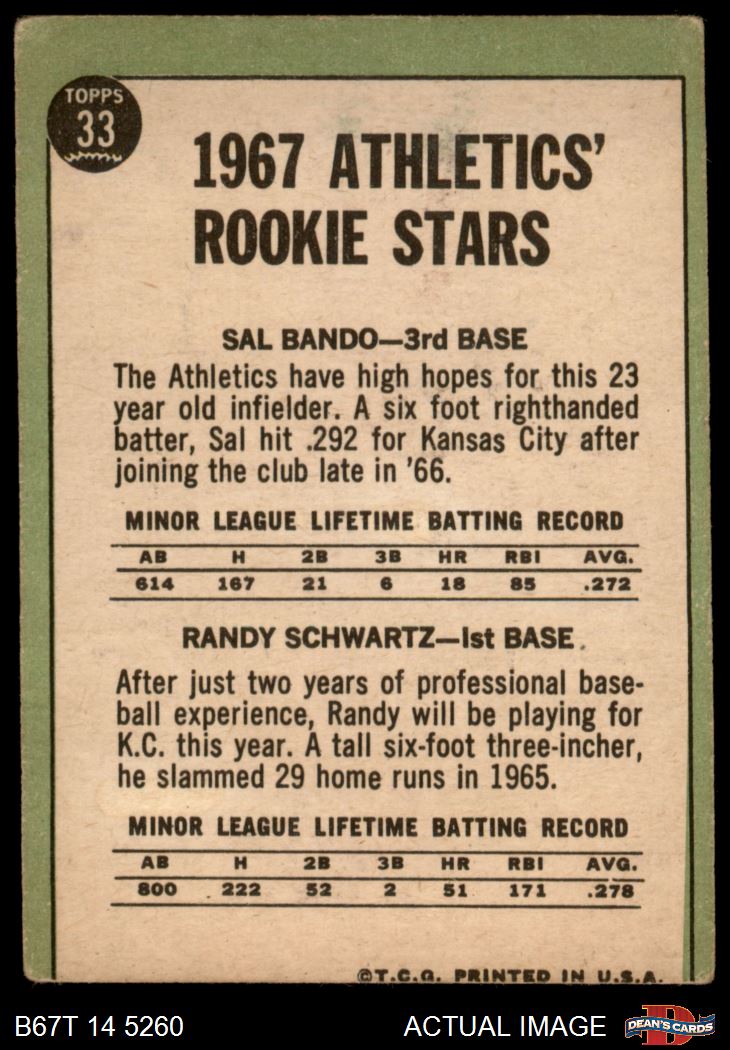 TOPPS
33
1967 ATHLETICS'
ROOKIE STARS
SAL BANDO—3rd BASE
The Athletics have high hopes for this 23
year old infielder. A six foot righthanded
batter, Sal hit .292 for Kansas City after
joining the club late in '66.
MINOR LEAGUE LIFETIME BATTING RECORD
AB H 2B 3B HR RBI AVG.
614 167 21 6 18 85 .272
RANDY SCHWARTZ—1st BASE
After just two years of professional base-
ball experience, Randy will be playing for
K.C. this year. A tall six-foot three-incher,
he slammed 29 home runs in 1965.
MINOR LEAGUE LIFETIME BATTING RECORD
AB H 2B 3B HR RBI AVG.
800 222 52 2 51 171 .278
©T.C.G. PRINTED IN U.S.A.
B67T 14 5260
ACTUAL IMAGE
D
DEAN'S CARDS